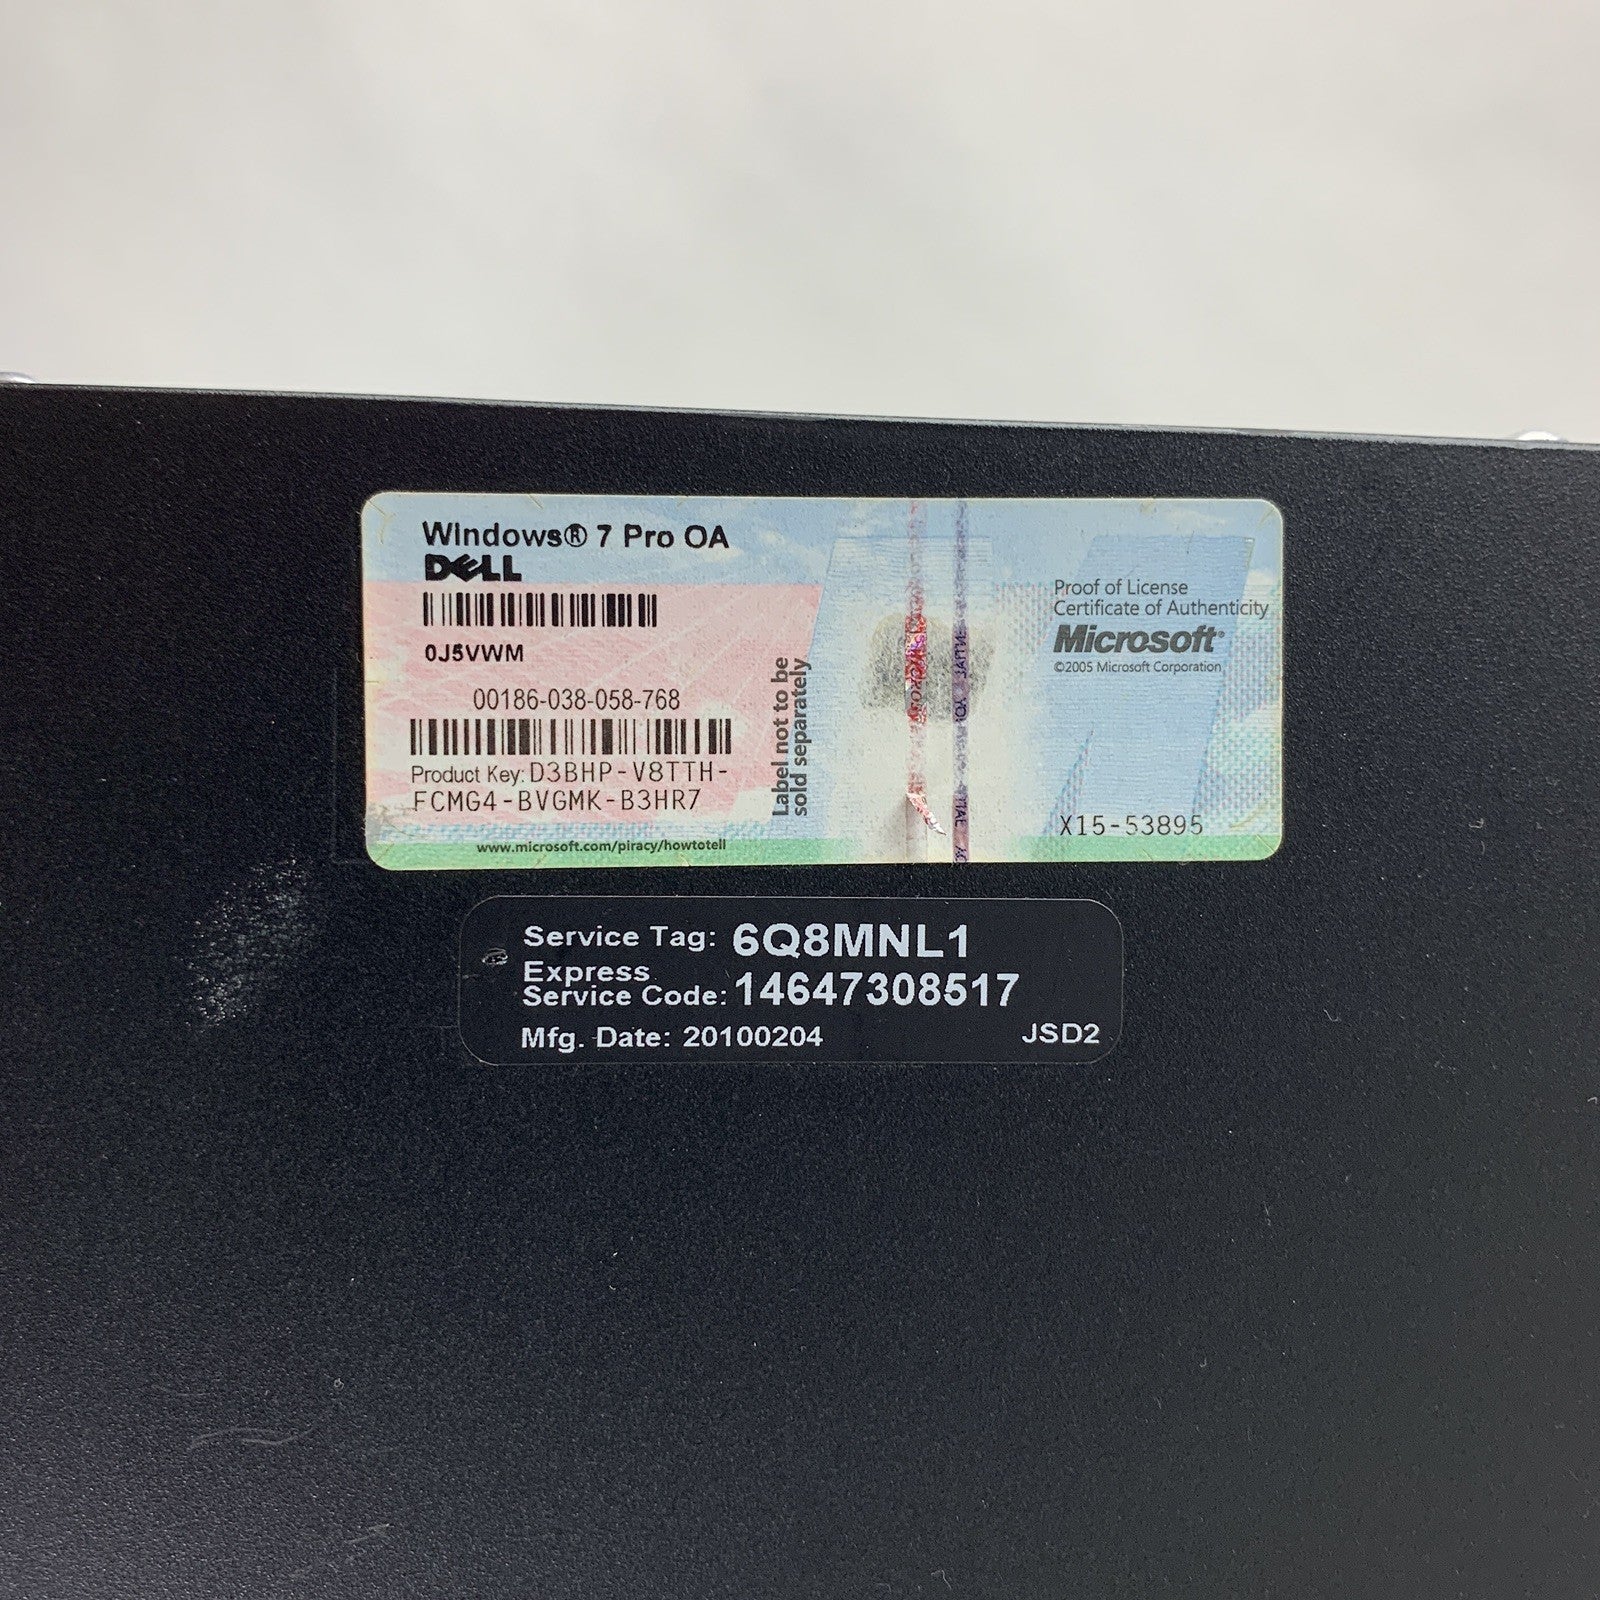 Windows® 7 Pro OA
DELL
0J5VWM
00186-038-058-768
Product Key: D3BHP-V8TTH-
FCMG4-BVGMK-B3HR7
www.microsoft.com/piracy/howtotell
Label not to be
sold separately
Proof of License
Certificate of Authenticity
Microsoft®
©2005 Microsoft Corporation
X15-53895
Service Tag: 6Q8MNL1
Express
Service Code: 14647308517
Mfg. Date: 20100204 JSD2